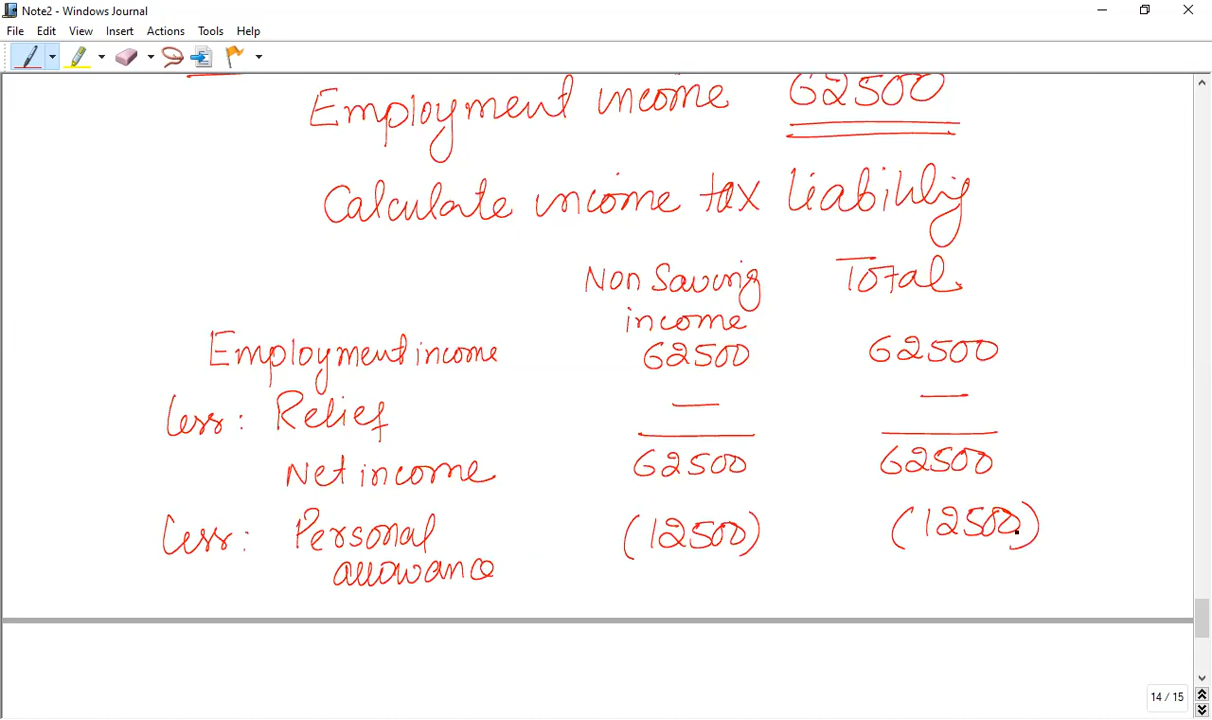 Note2 - Windows Journal
File Edit View Insert Actions Tools Help
Employment income 62500
Calculate income tax liability
Non Saving Total
income
Employment income 62500 62500
Less: Relief — —
Net income 62500 62500
Less: Personal (12500) (12500)
allowance
14 / 15